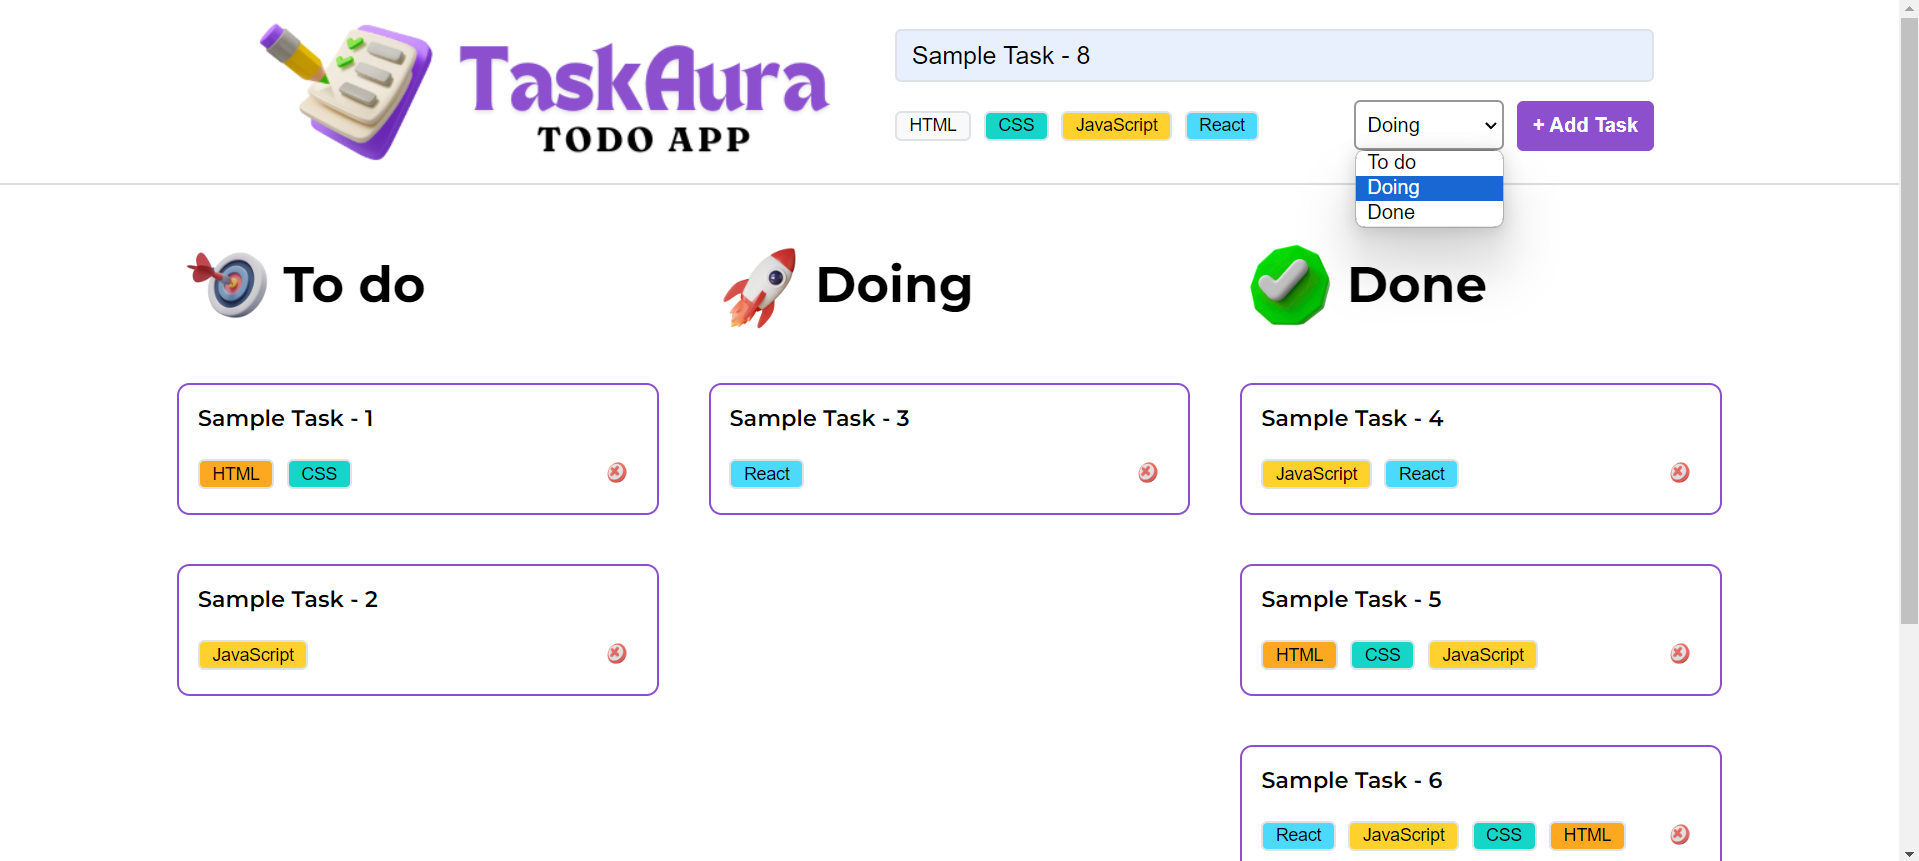 TaskAura
TODO APP
Sample Task - 8
HTML CSS JavaScript React
Doing
+ Add Task
To do
Doing
Done
To do
Doing
Done
Sample Task - 1
HTML CSS
Sample Task - 2
JavaScript
Sample Task - 3
React
Sample Task - 4
JavaScript React
Sample Task - 5
HTML CSS JavaScript
Sample Task - 6
React JavaScript CSS HTML